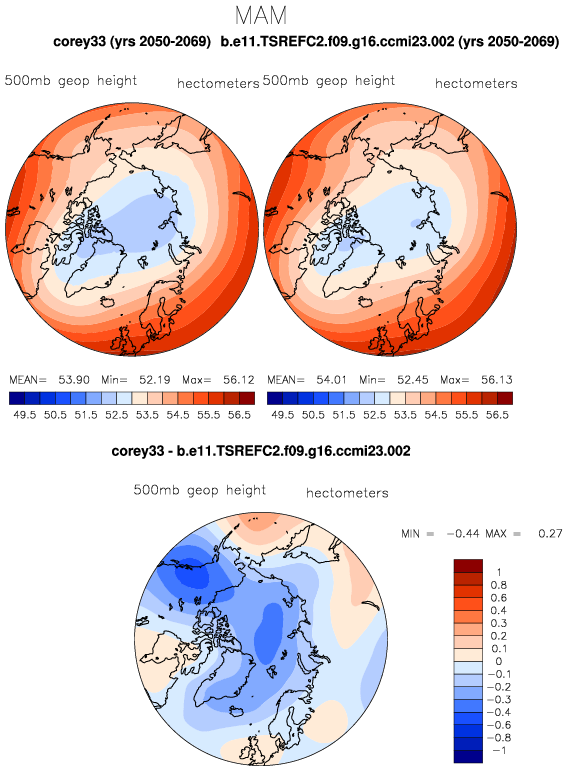 MAM
corey33 (yrs 2050-2069) b.e11.TSREFC2.f09.g16.ccmi23.002 (yrs 2050-2069)
500mb geop height hectometers 500mb geop height hectometers
MEAN= 53.90 Min= 52.19 Max= 56.12 MEAN= 54.01 Min= 52.45 Max= 56.13
49.5 50.5 51.5 52.5 53.5 54.5 55.5 56.5 49.5 50.5 51.5 52.5 53.5 54.5 55.5 56.5
corey33 - b.e11.TSREFC2.f09.g16.ccmi23.002
500mb geop height hectometers
MIN = -0.44 MAX = 0.27
1
0.8
0.6
0.4
0.3
0.2
0.1
0
-0.1
-0.2
-0.3
-0.4
-0.6
-0.8
-1